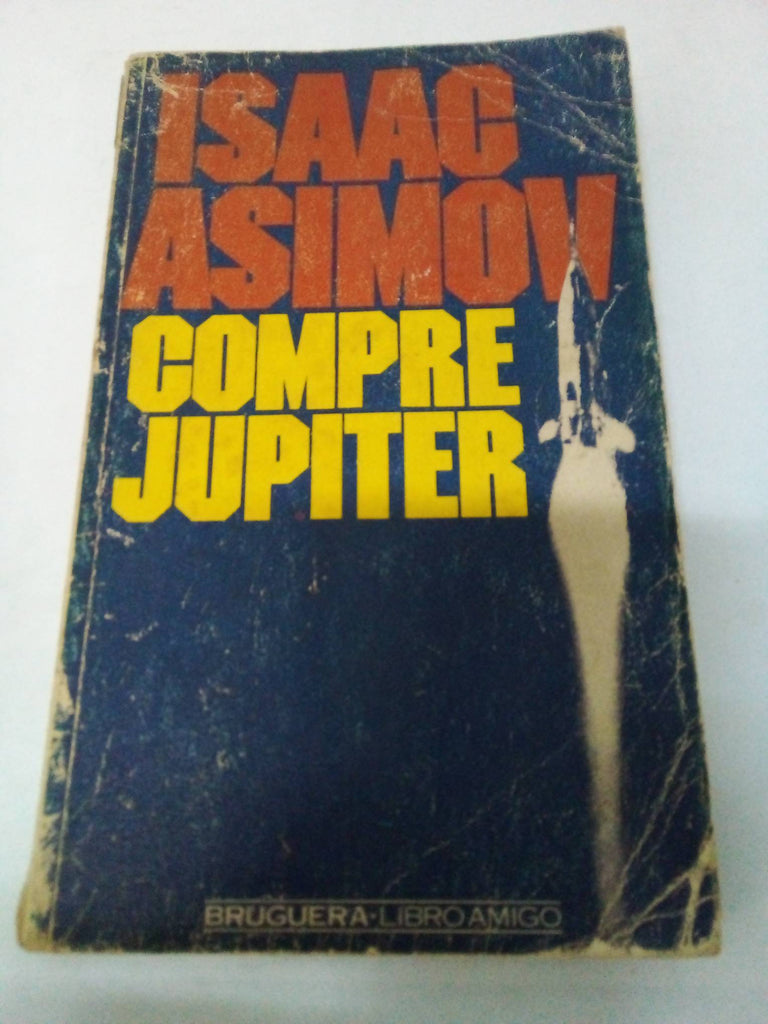 ISAAC
ASIMOV
COMPRE
JUPITER
BRUGUERA·LIBRO AMIGO